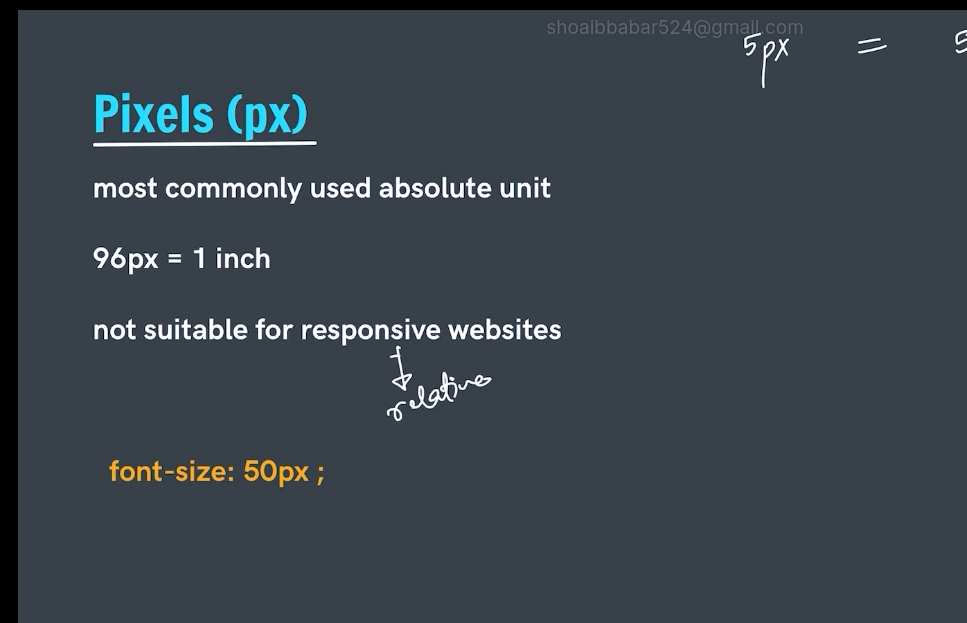 shoaibbabar524@gmail.com
5px = 5
Pixels (px)
most commonly used absolute unit
96px = 1 inch
not suitable for responsive websites
relative
font-size: 50px ;